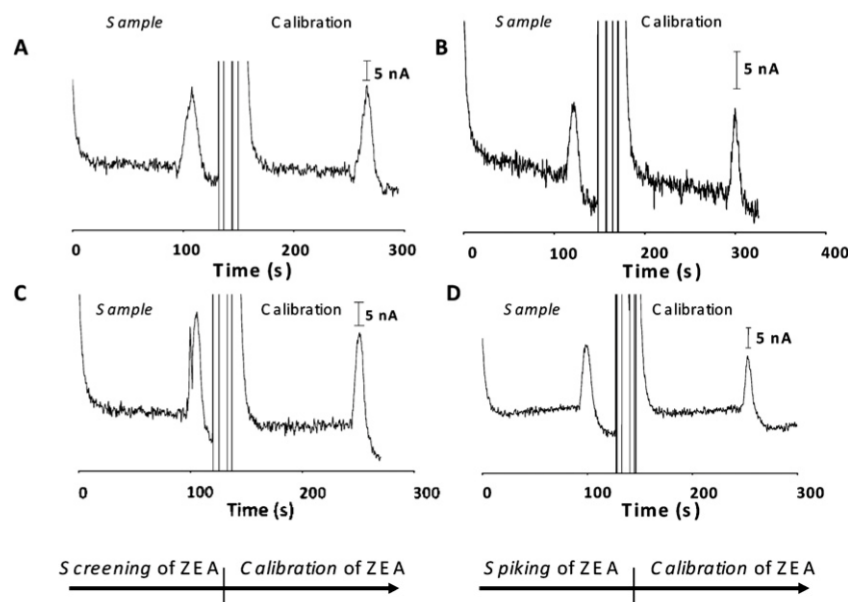 A
Sample
Calibration
5 nA
0 100 200 300
Time (s)
B
Sample
Calibration
5 nA
0 100 200 300 400
Time (s)
C
Sample
Calibration
5 nA
0 100 200 300
Time (s)
D
Sample
Calibration
5 nA
0 100 200 300
Time (s)
Screening of ZEA Calibration of ZEA
Spiking of ZEA Calibration of ZEA